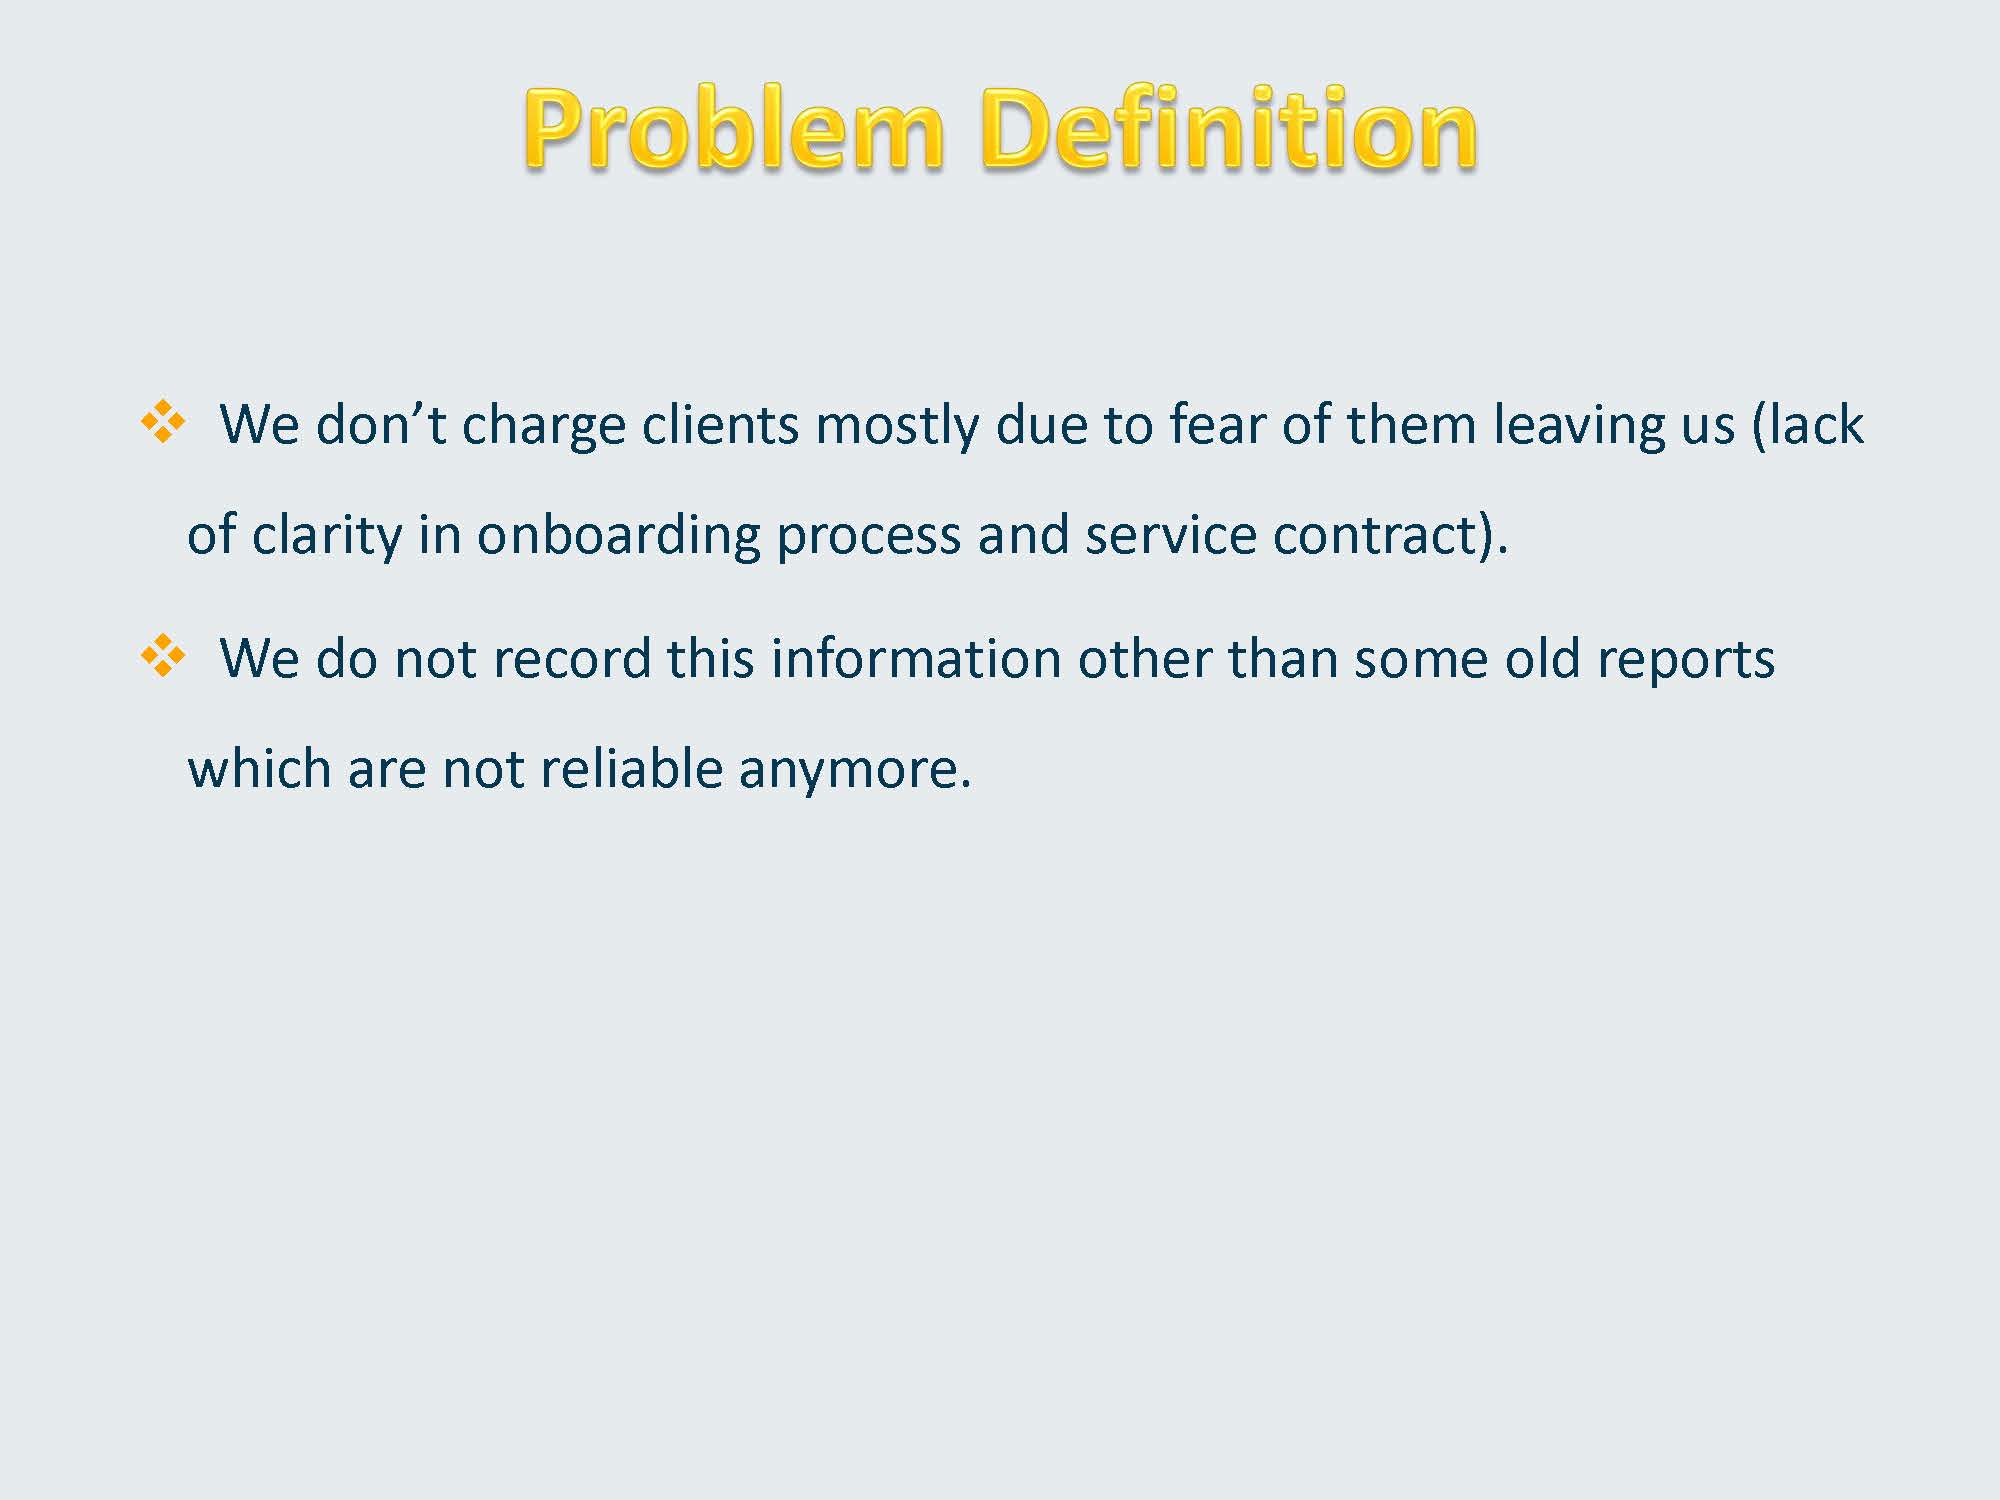 Problem Definition
❖ We don’t charge clients mostly due to fear of them leaving us (lack
of clarity in onboarding process and service contract).
❖ We do not record this information other than some old reports
which are not reliable anymore.